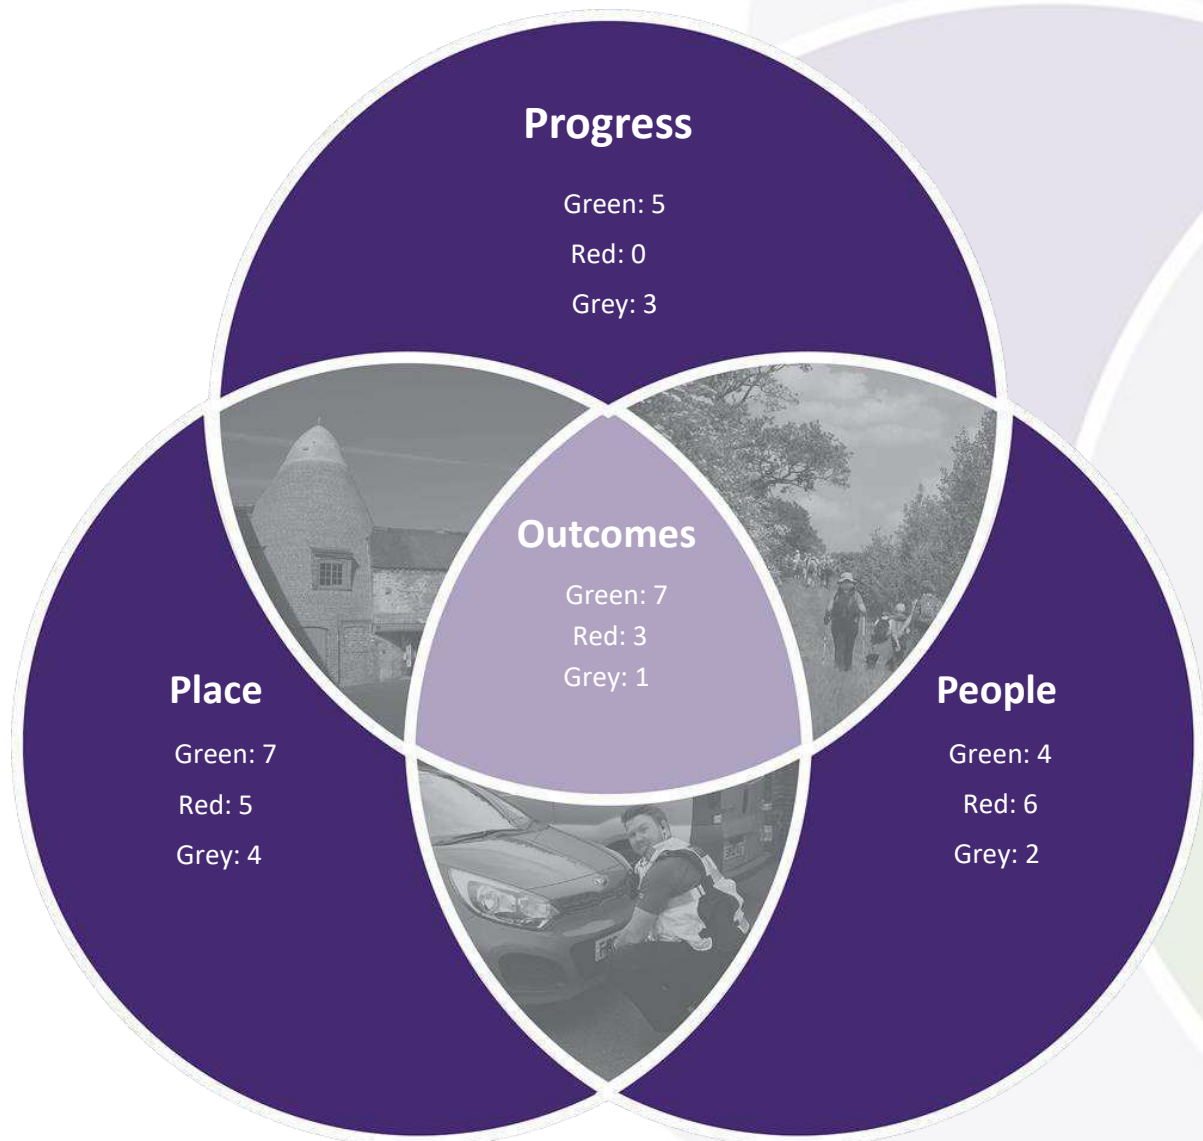 Progress
Green: 5
Red: 0
Grey: 3
Outcomes
Green: 7
Red: 3
Grey: 1
Place
Green: 7
Red: 5
Grey: 4
People
Green: 4
Red: 6
Grey: 2